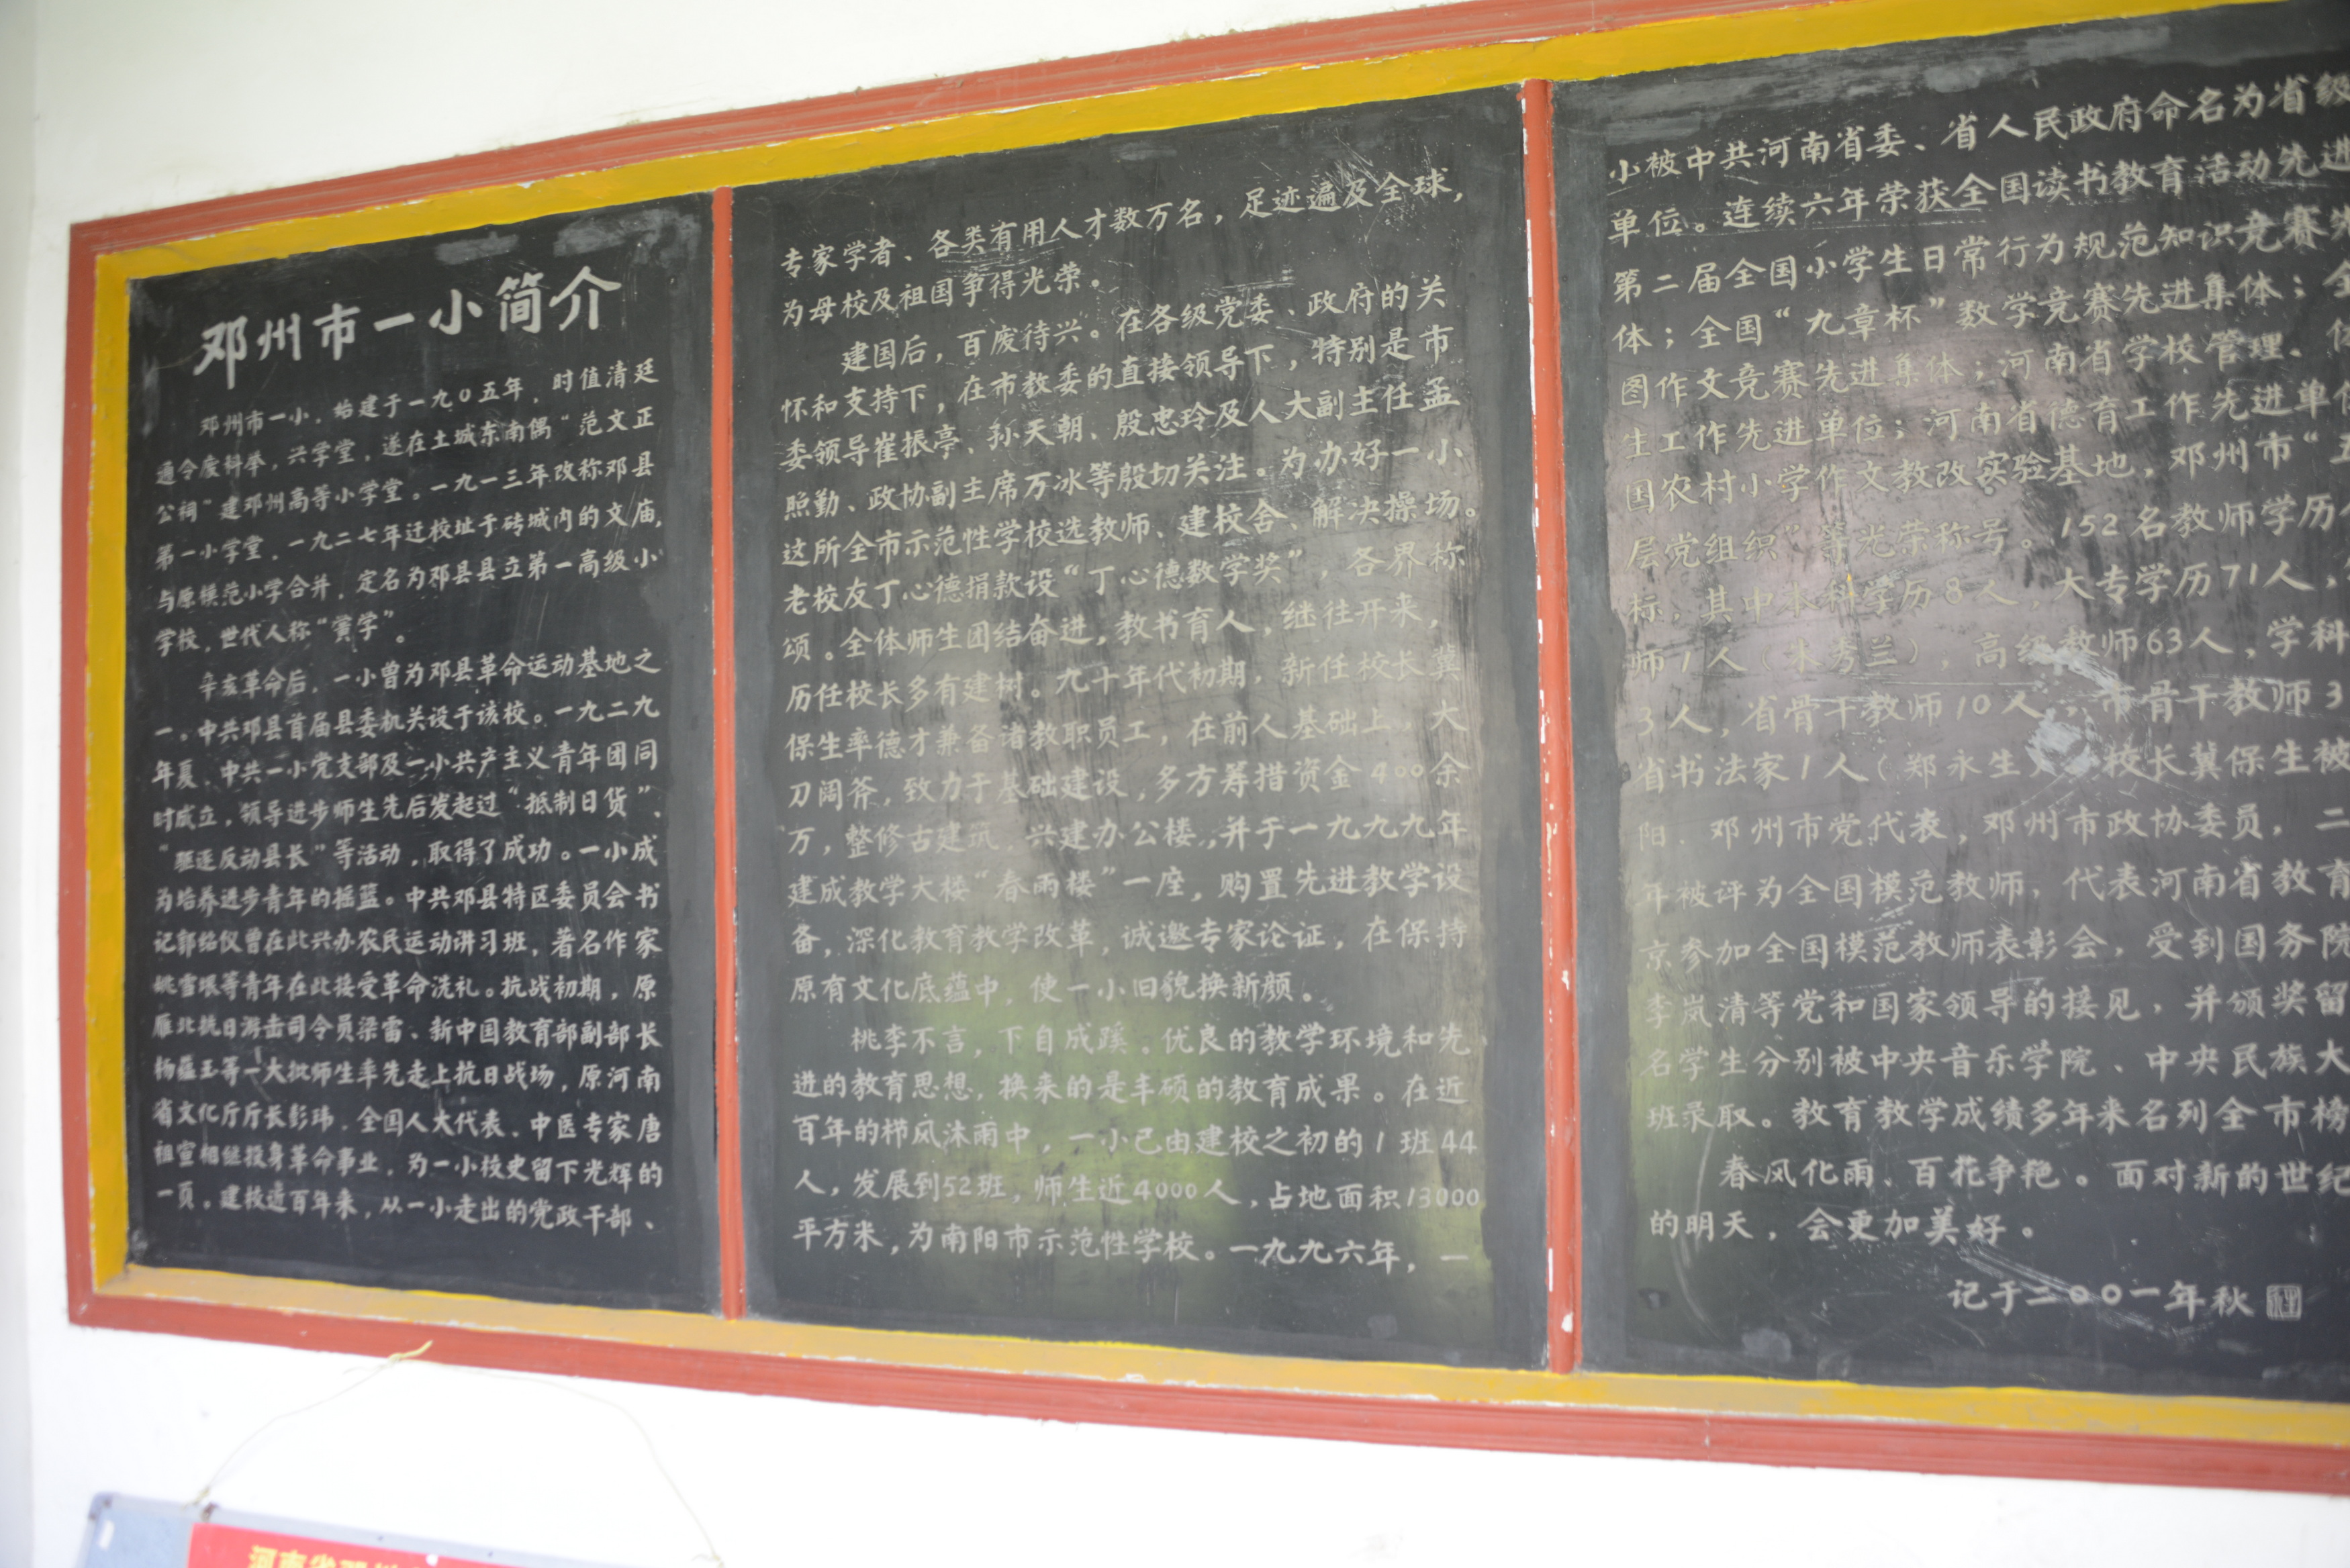 邓州市一小简介
邓州市一小，始建于一九〇五年，时值清廷
通令废科举，兴学堂，遂在土城东南偶“范文正
公祠”建邓州高等小学堂。一九一三年改称邓县
第一小学堂，一九二七年迁校址于砖城内的文庙，
与原模范小学合并，定名为邓县县立第一高级小
学校，世代人称“黉学”。
辛亥革命后，一小曾为邓县革命运动基地之
一。中共邓县首届县委机关设于该校。一九二九
年夏、中共一小党支部及一小共产主义青年团同
时成立，领导进步师生先后发起过“抵制日货”、
“驱逐反动县长”等活动，取得了成功。一小成
为培养进步青年的摇篮。中共邓县特区委员会书
记郭绍仪曾在此兴办农民运动讲习班，著名作家
姚雪垠等青年在此接受革命洗礼。抗战初期，原
雁北抗日游击司令员梁雷、新中国教育部副部长
杨蕴玉等一大批师生率先走上抗日战场，原河南
省文化厅厅长彭玮、全国人大代表、中医专家唐
祖宣相继投身革命事业，为一小校史留下光辉的
一页。建校近百年来，从一小走出的党政干部、
专家学者、各类有用人才数万名，足迹遍及全球，
为母校及祖国争得光荣。
建国后，百废待兴。在各级党委、政府的关
怀和支持下，在市教委的直接领导下，特别是市
委领导崔振亭、孙天朝、殷忠玲及人大副主任孟
照勤、政协副主席万冰等殷切关注。为办好一小
这所全市示范性学校选教师、建校舍、解决操场。
老校友丁心德捐款设“丁心德数学奖”，各界称
颂。全体师生团结奋进，教书育人，继往开来，
历任校长多有建树。九十年代初期，新任校长冀
保生率德才兼备诸教职员工，在前人基础上，大
刀阔斧，致力于基础建设，多方筹措资金400余
万，整修古建筑，兴建办公楼，并于一九九九年
建成教学大楼“春雨楼”一座，购置先进教学设
备，深化教育教学改革，诚邀专家论证，在保持
原有文化底蕴中，使一小旧貌换新颜。
桃李不言，下自成蹊。优良的教学环境和先
进的教育思想，换来的是丰硕的教育成果。在近
百年的栉风沐雨中，一小已由建校之初的1班44
人，发展到52班，师生近4000人，占地面积13000
平方米，为南阳市示范性学校。一九九六年，一
小被中共河南省委、省人民政府命名为省级
单位。连续六年荣获全国读书教育活动先进
第二届全国小学生日常行为规范知识竞赛
体；全国“九章杯”数学竞赛先进集体；全
图作文竞赛先进集体；河南省学校管理、
生工作先进单位；河南省德育工作先进单位
国农村小学作文教改实验基地，邓州市“五
层党组织”等光荣称号。152名教师学历
标，其中本科学历8人，大专学历71人，
师1人（兰），高级教师63人，学科
3人，省骨干教师10人，市骨干教师3
省书法家1人（郑永生）。校长冀保生被
阳、邓州市党代表，邓州市政协委员，二
年被评为全国模范教师，代表河南省教育
京参加全国模范教师表彰会，受到国务院
李岚清等党和国家领导的接见，并颁奖留
名学生分别被中央音乐学院、中央民族大
班录取。教育教学成绩多年来名列全市榜
春风化雨、百花争艳。面对新的世纪
的明天，会更加美好。
记于二〇〇一年秋